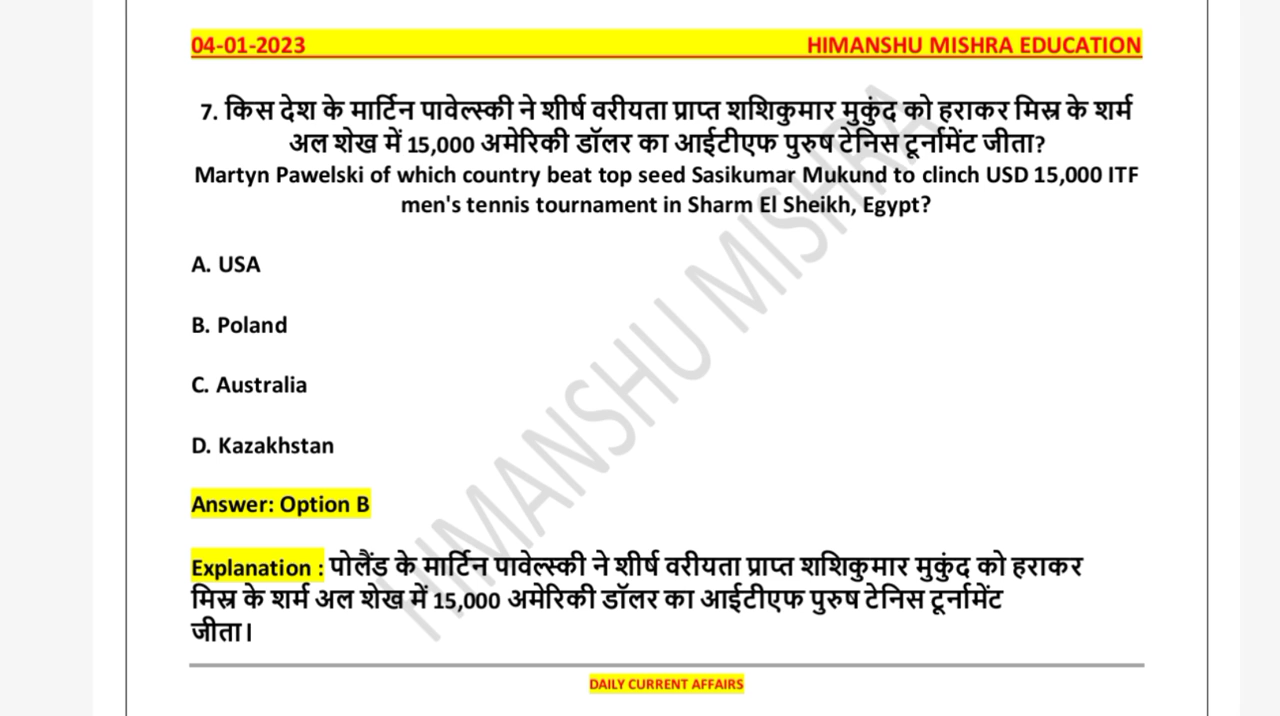 04-01-2023 HIMANSHU MISHRA EDUCATION
7. किस देश के मार्टिन पावेल्स्की ने शीर्ष वरीयता प्राप्त शशिकुमार मुकुंद को हराकर मिस्र के शर्म
अल शेख में 15,000 अमेरिकी डॉलर का आईटीएफ पुरुष टेनिस टूर्नामेंट जीता?
Martyn Pawelski of which country beat top seed Sasikumar Mukund to clinch USD 15,000 ITF
men's tennis tournament in Sharm El Sheikh, Egypt?
A. USA
B. Poland
C. Australia
D. Kazakhstan
Answer: Option B
Explanation : पोलैंड के मार्टिन पावेल्स्की ने शीर्ष वरीयता प्राप्त शशिकुमार मुकुंद को हराकर
मिस्र के शर्म अल शेख में 15,000 अमेरिकी डॉलर का आईटीएफ पुरुष टेनिस टूर्नामेंट
जीता।
DAILY CURRENT AFFAIRS
HIMANSHU MISHRA